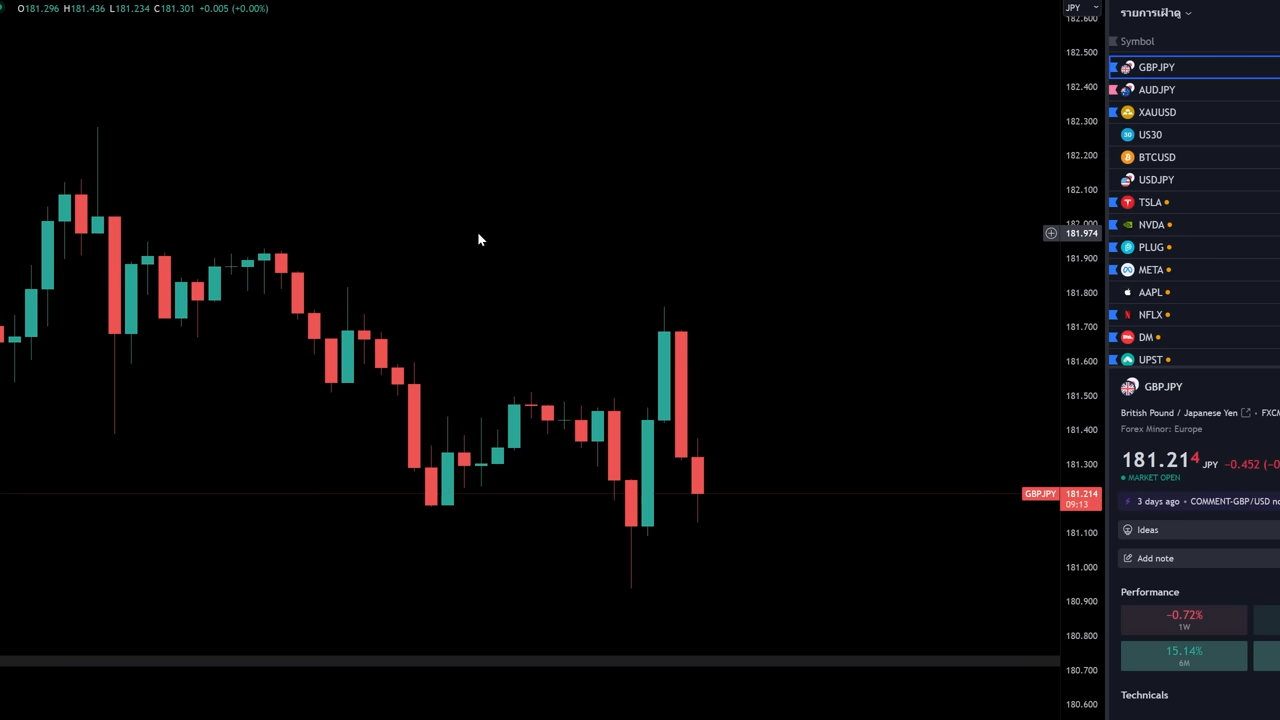 O181.296 H181.436 L181.234 C181.301 +0.005 (+0.00%)
JPY
182.600
182.500
182.400
182.300
182.200
182.100
182.000
181.974
181.900
181.800
181.700
181.600
181.500
181.400
181.300
GBPJPY 181.214
09:13
181.100
181.000
180.900
180.800
180.700
180.600
รายการเฝ้าดู
Symbol
GBPJPY
AUDJPY
XAUUSD
30 US30
BTCUSD
USDJPY
TSLA
NVDA
PLUG
META
AAPL
NFLX
DM
UPST
GBPJPY
British Pound / Japanese Yen • FXCM
Forex Minor: Europe
181.214 JPY −0.452 (−0
MARKET OPEN
3 days ago • COMMENT-GBP/USD no
Ideas
Add note
Performance
−0.72%
1W
15.14%
6M
Technicals